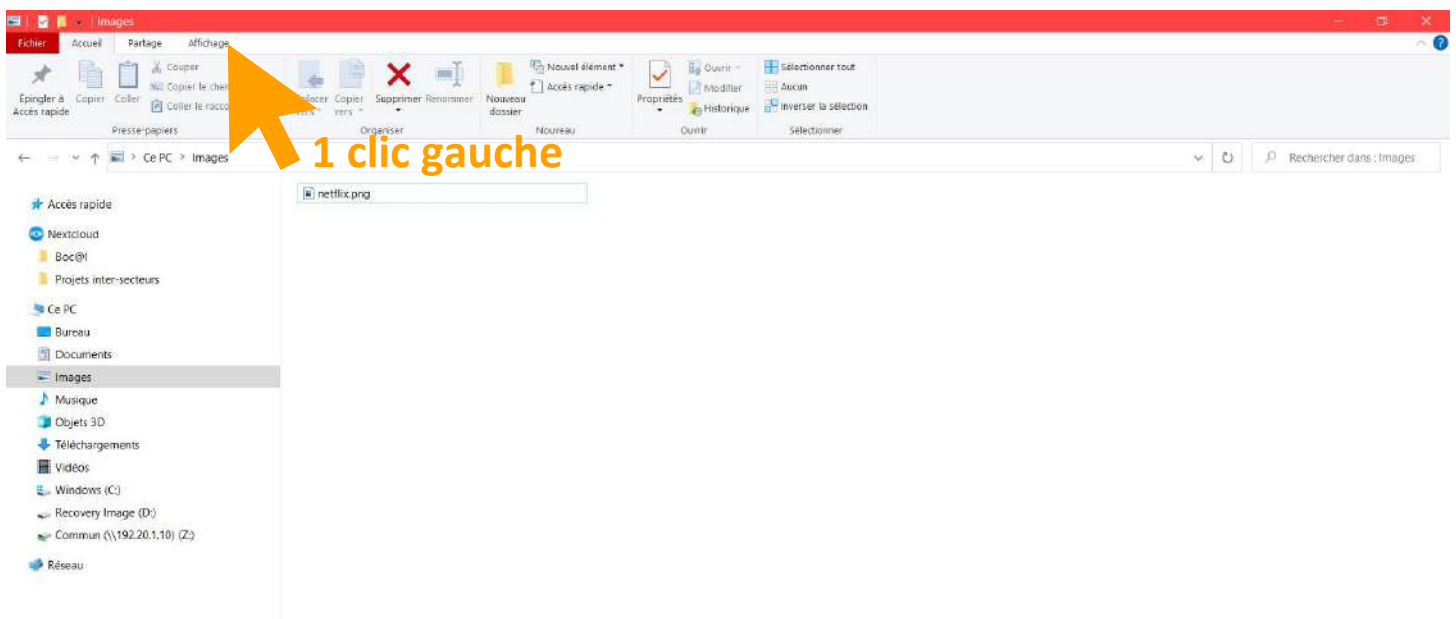 Images
Fichier Accueil Partage Affichage
Couper
Copier le
Coller le
Épingler à Accès rapide
Copier
Coller
Copier vers
Supprimer
Renommer
Nouveau dossier
Nouvel élément
Accès rapide
Propriétés
Ouvrir
Modifier
Historique
Sélectionner tout
Aucun
Inverser la sélection
Presse-papiers Organiser Nouveau Ouvrir Sélectionner
1 clic gauche
Ce PC > Images
Rechercher dans : Images
netflix.png
Accès rapide
Nextcloud
Boc@l
Projets inter-secteurs
Ce PC
Bureau
Documents
Images
Musique
Objets 3D
Téléchargements
Vidéos
Windows (C:)
Recovery Image (D:)
Commun (\\192.20.1.10) (Z:)
Réseau